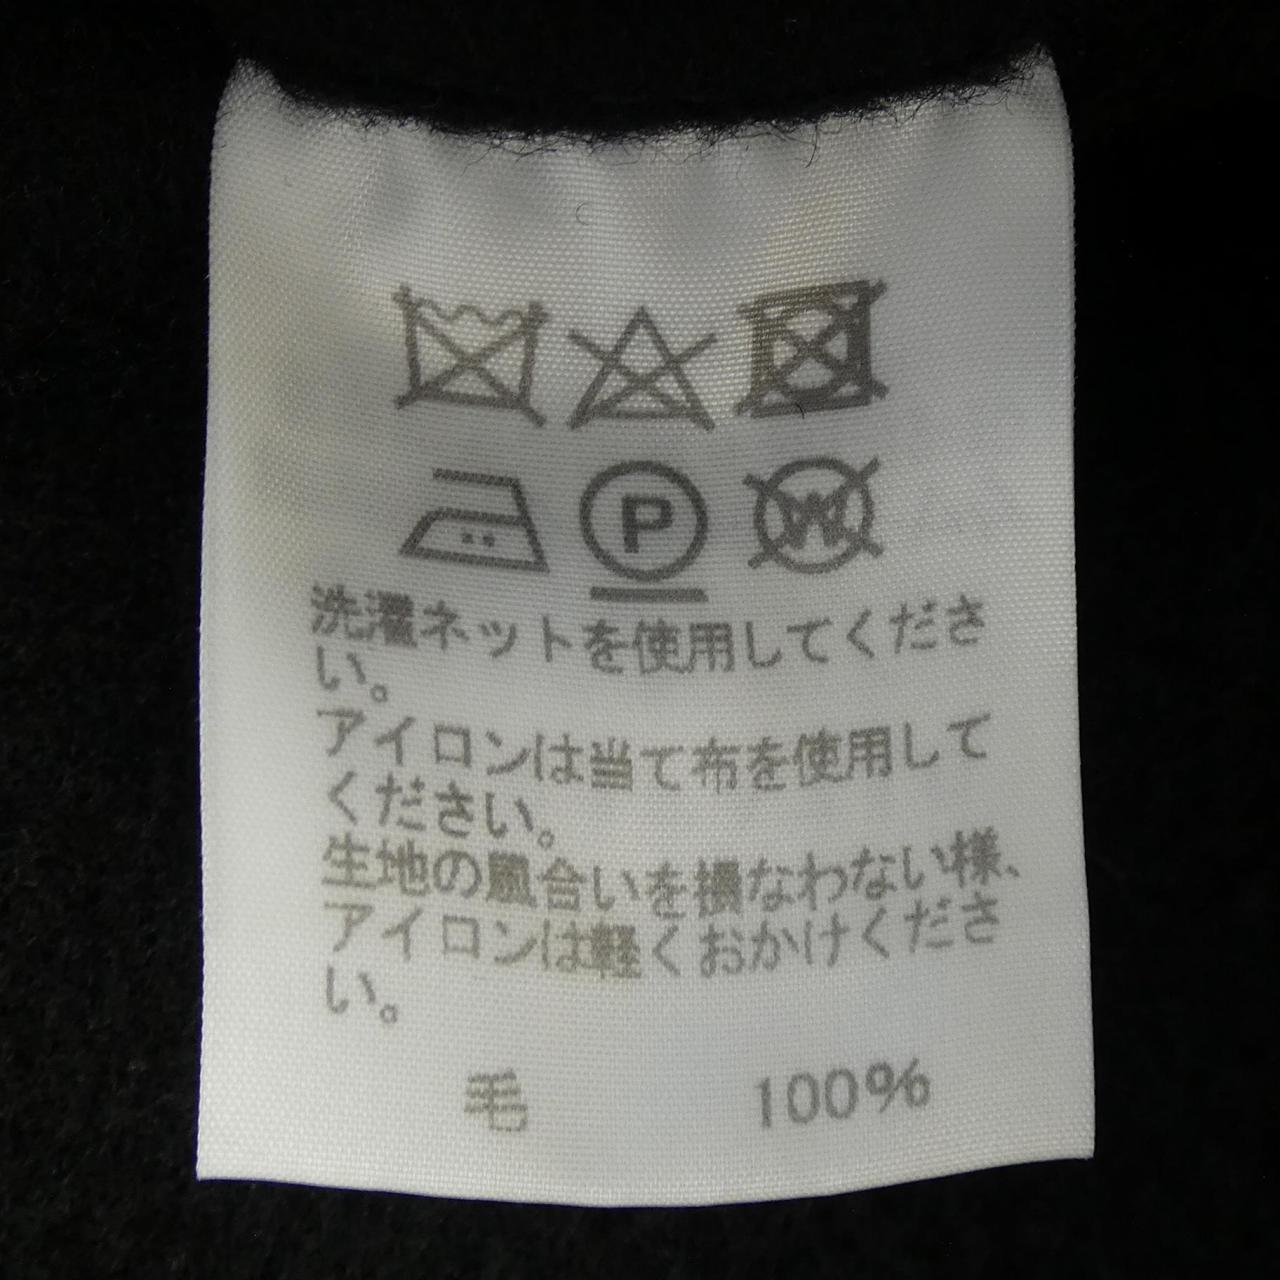 P W
洗濯ネットを使用してくださ
い。
アイロンは当て布を使用して
ください。
生地の風合いを損なわない様、
アイロンは軽くおかけくださ
い。
毛 100%